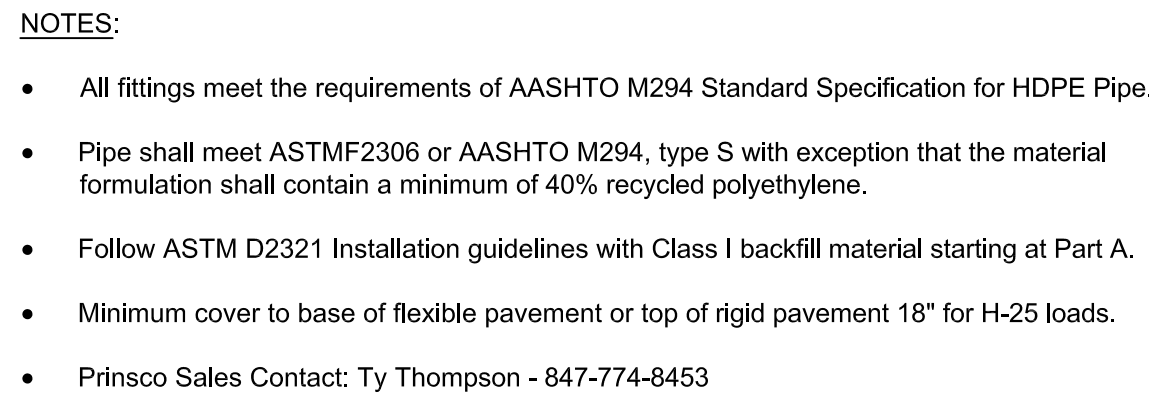 NOTES:
• All fittings meet the requirements of AASHTO M294 Standard Specification for HDPE Pipe.
• Pipe shall meet ASTMF2306 or AASHTO M294, type S with exception that the material
formulation shall contain a minimum of 40% recycled polyethylene.
• Follow ASTM D2321 Installation guidelines with Class I backfill material starting at Part A.
• Minimum cover to base of flexible pavement or top of rigid pavement 18" for H-25 loads.
• Prinsco Sales Contact: Ty Thompson - 847-774-8453